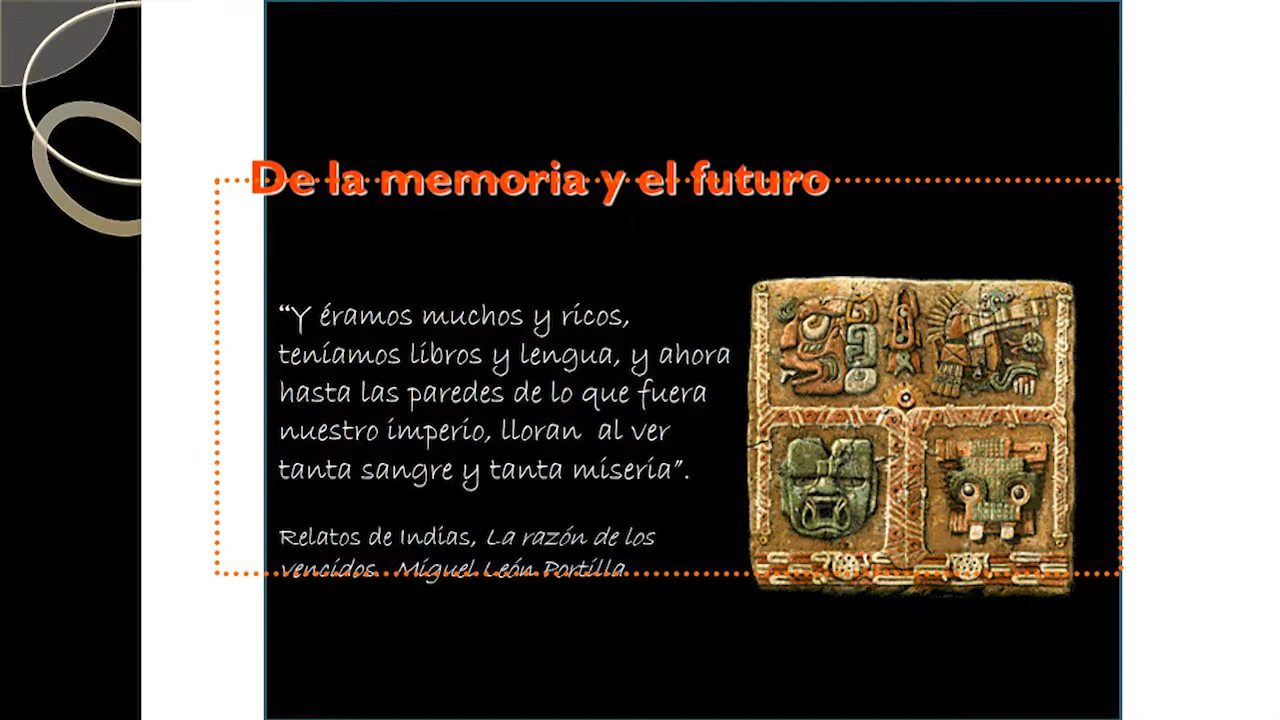 De la memoria y el futuro
“Y éramos muchos y ricos,
teníamos libros y lengua, y ahora
hasta las paredes de lo que fuera
nuestro imperio, lloran al ver
tanta sangre y tanta miseria”.
Relatos de Indias, La razón de los
vencidos. Miguel León Portilla